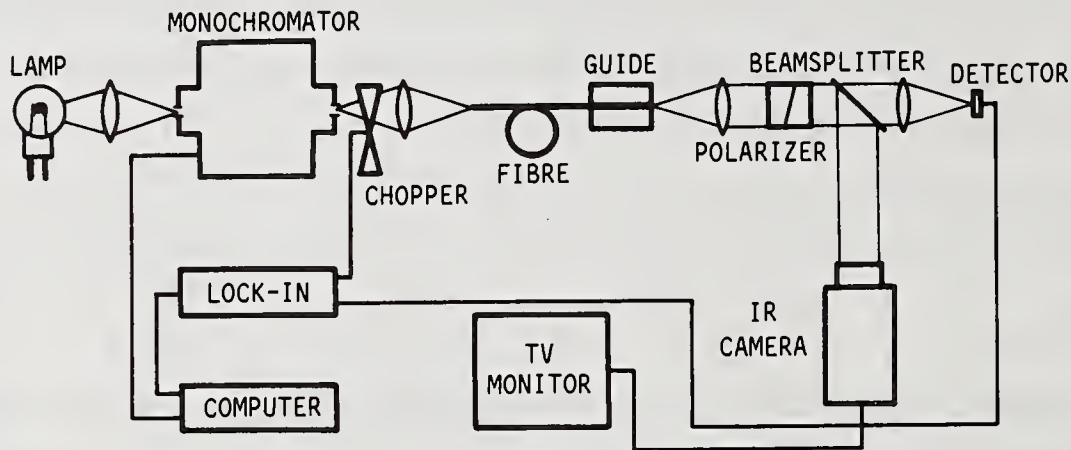 MONOCHROMATOR
LAMP
GUIDE
BEAMSPLITTER
DETECTOR
CHOPPER
FIBRE
POLARIZER
LOCK-IN
COMPUTER
TV
MONITOR
IR
CAMERA